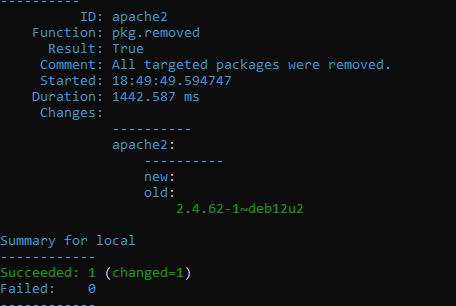 ----------
ID: apache2
Function: pkg.removed
Result: True
Comment: All targeted packages were removed.
Started: 18:49:49.594747
Duration: 1442.587 ms
Changes:
----------
apache2:
----------
new:
old:
2.4.62-1~deb12u2
Summary for local
------------
Succeeded: 1 (changed=1)
Failed: 0
------------